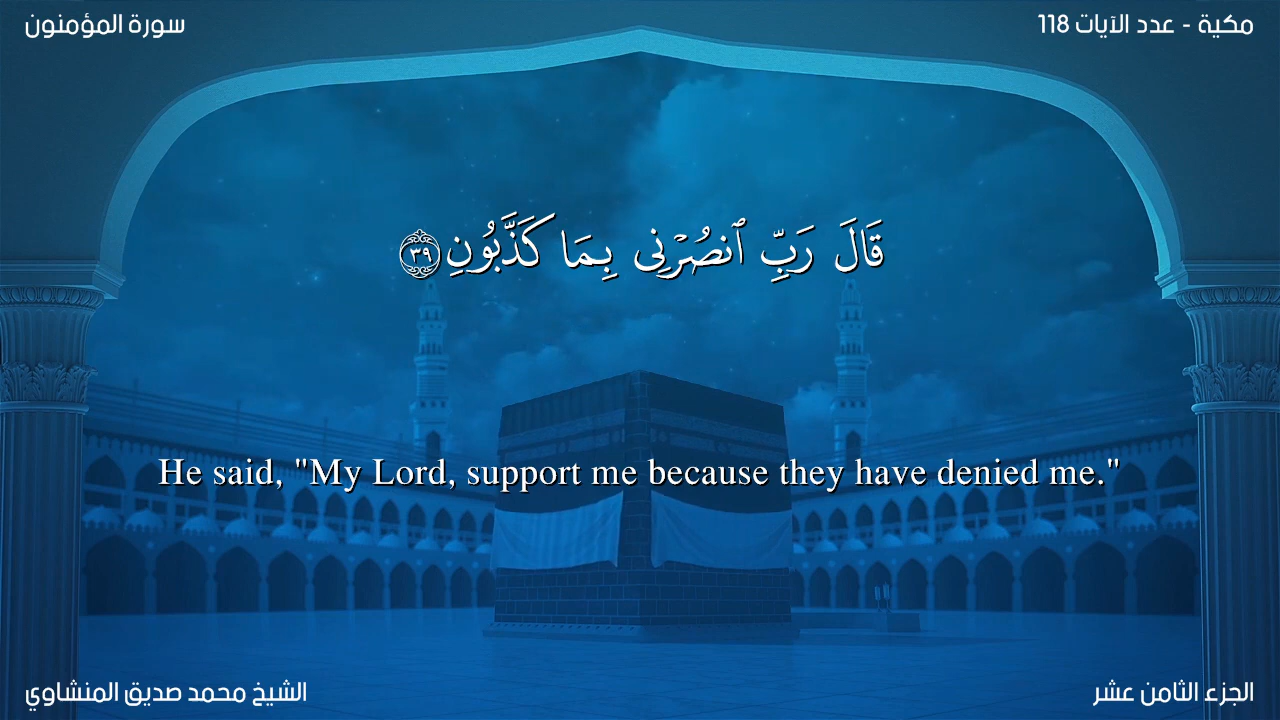 سورة المؤمنون
مكية - عدد الآيات 118
قَالَ رَبِّ ٱنصُرْنِى بِمَا كَذَّبُونِ ٣٩
He said, "My Lord, support me because they have denied me."
الشيخ محمد صديق المنشاوي
الجزء الثامن عشر